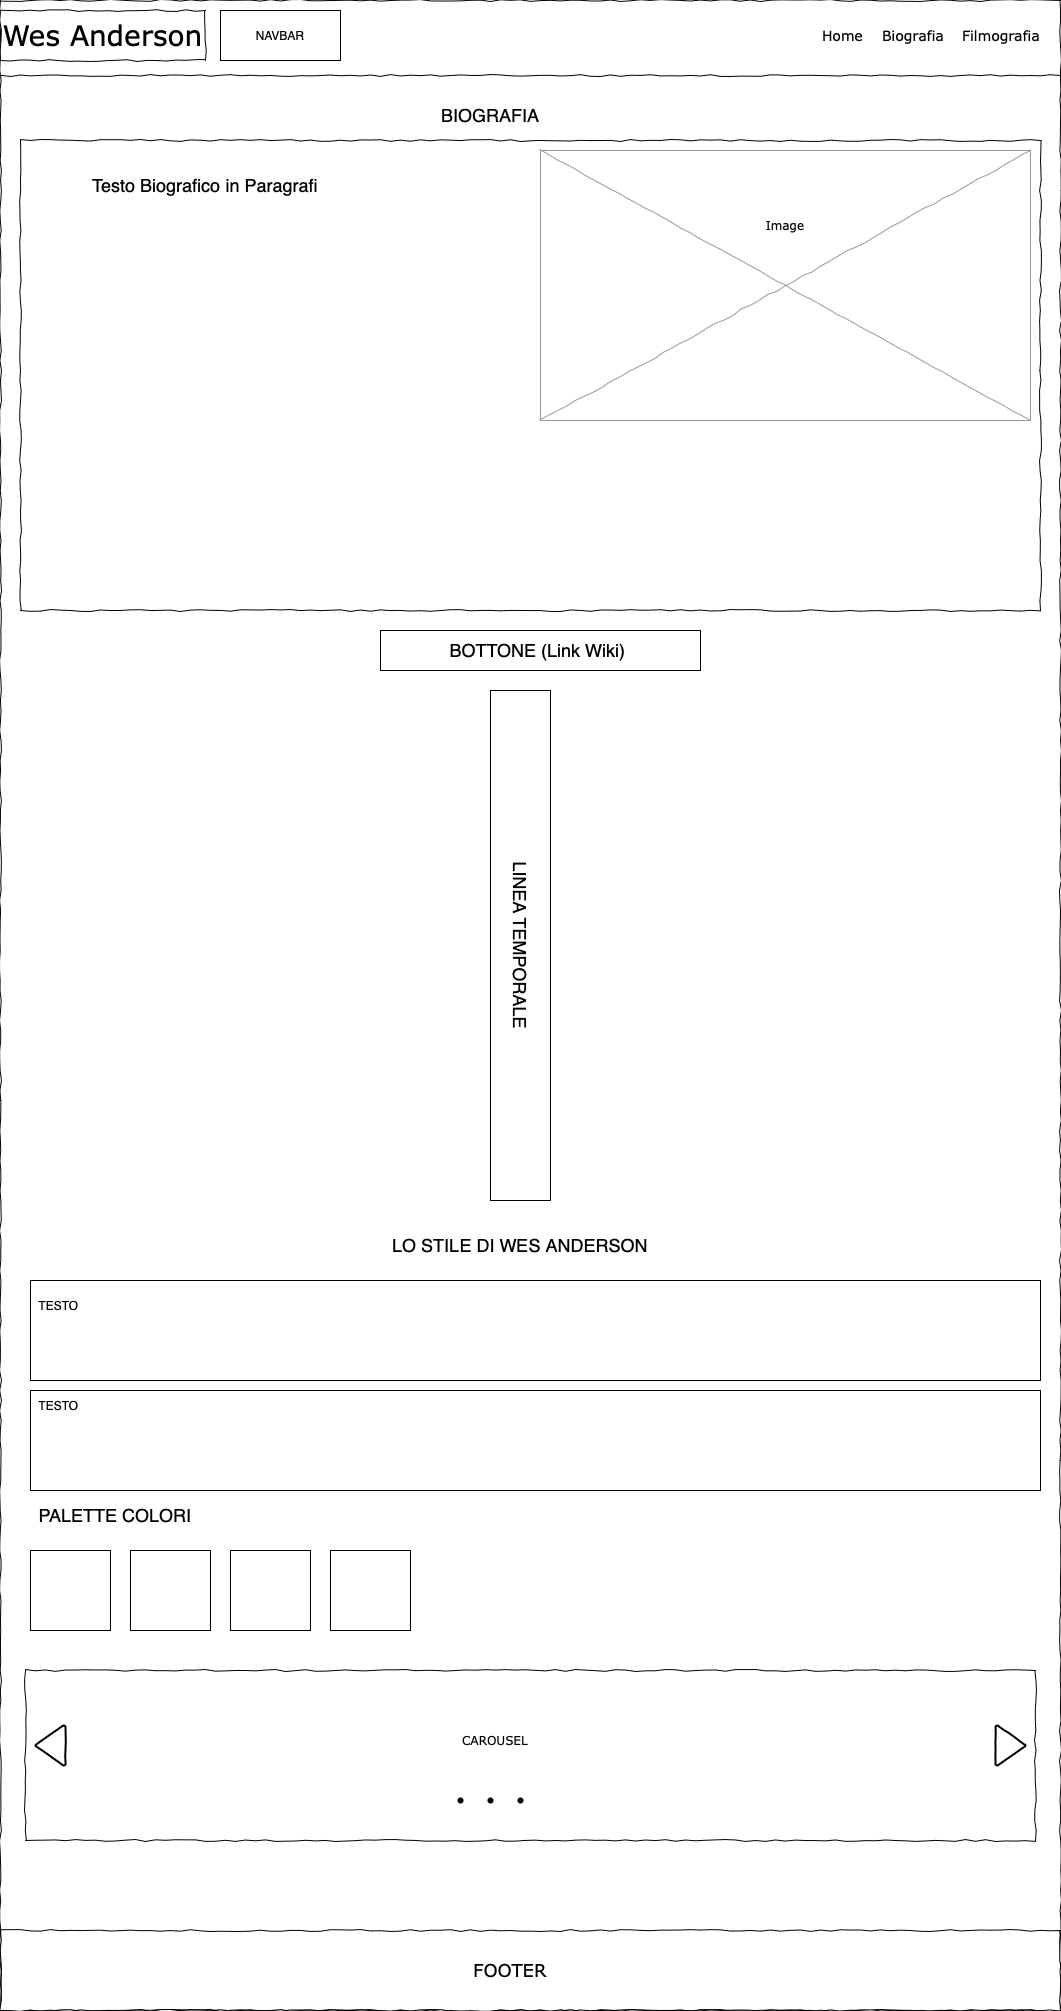 Wes Anderson
NAVBAR
Home
Biografia
Filmografia
BIOGRAFIA
Testo Biografico in Paragrafi
Image
BOTTONE (Link Wiki)
LINEA TEMPORALE
LO STILE DI WES ANDERSON
TESTO
TESTO
PALETTE COLORI
CAROUSEL
FOOTER